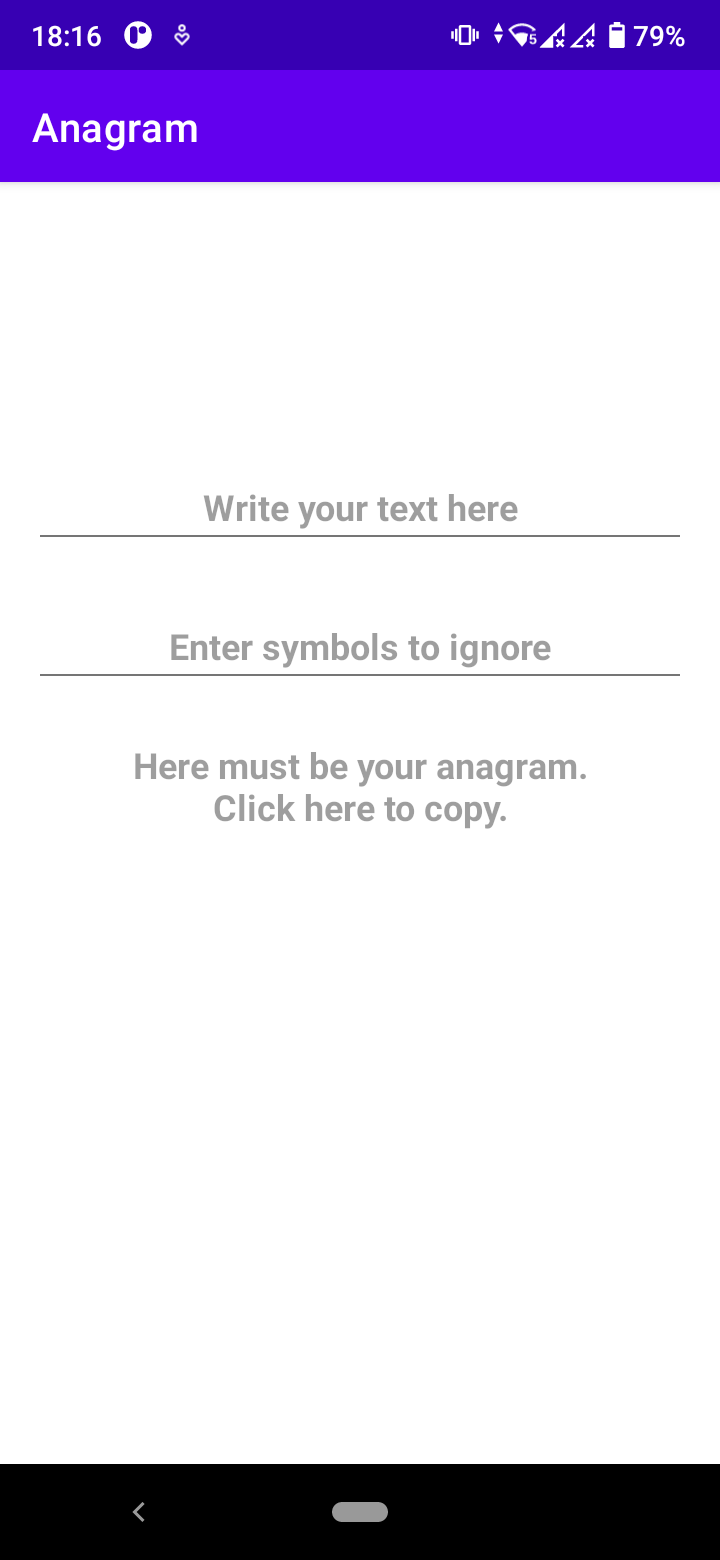 18:16 79%
Anagram
Write your text here
Enter symbols to ignore
Here must be your anagram.
Click here to copy.